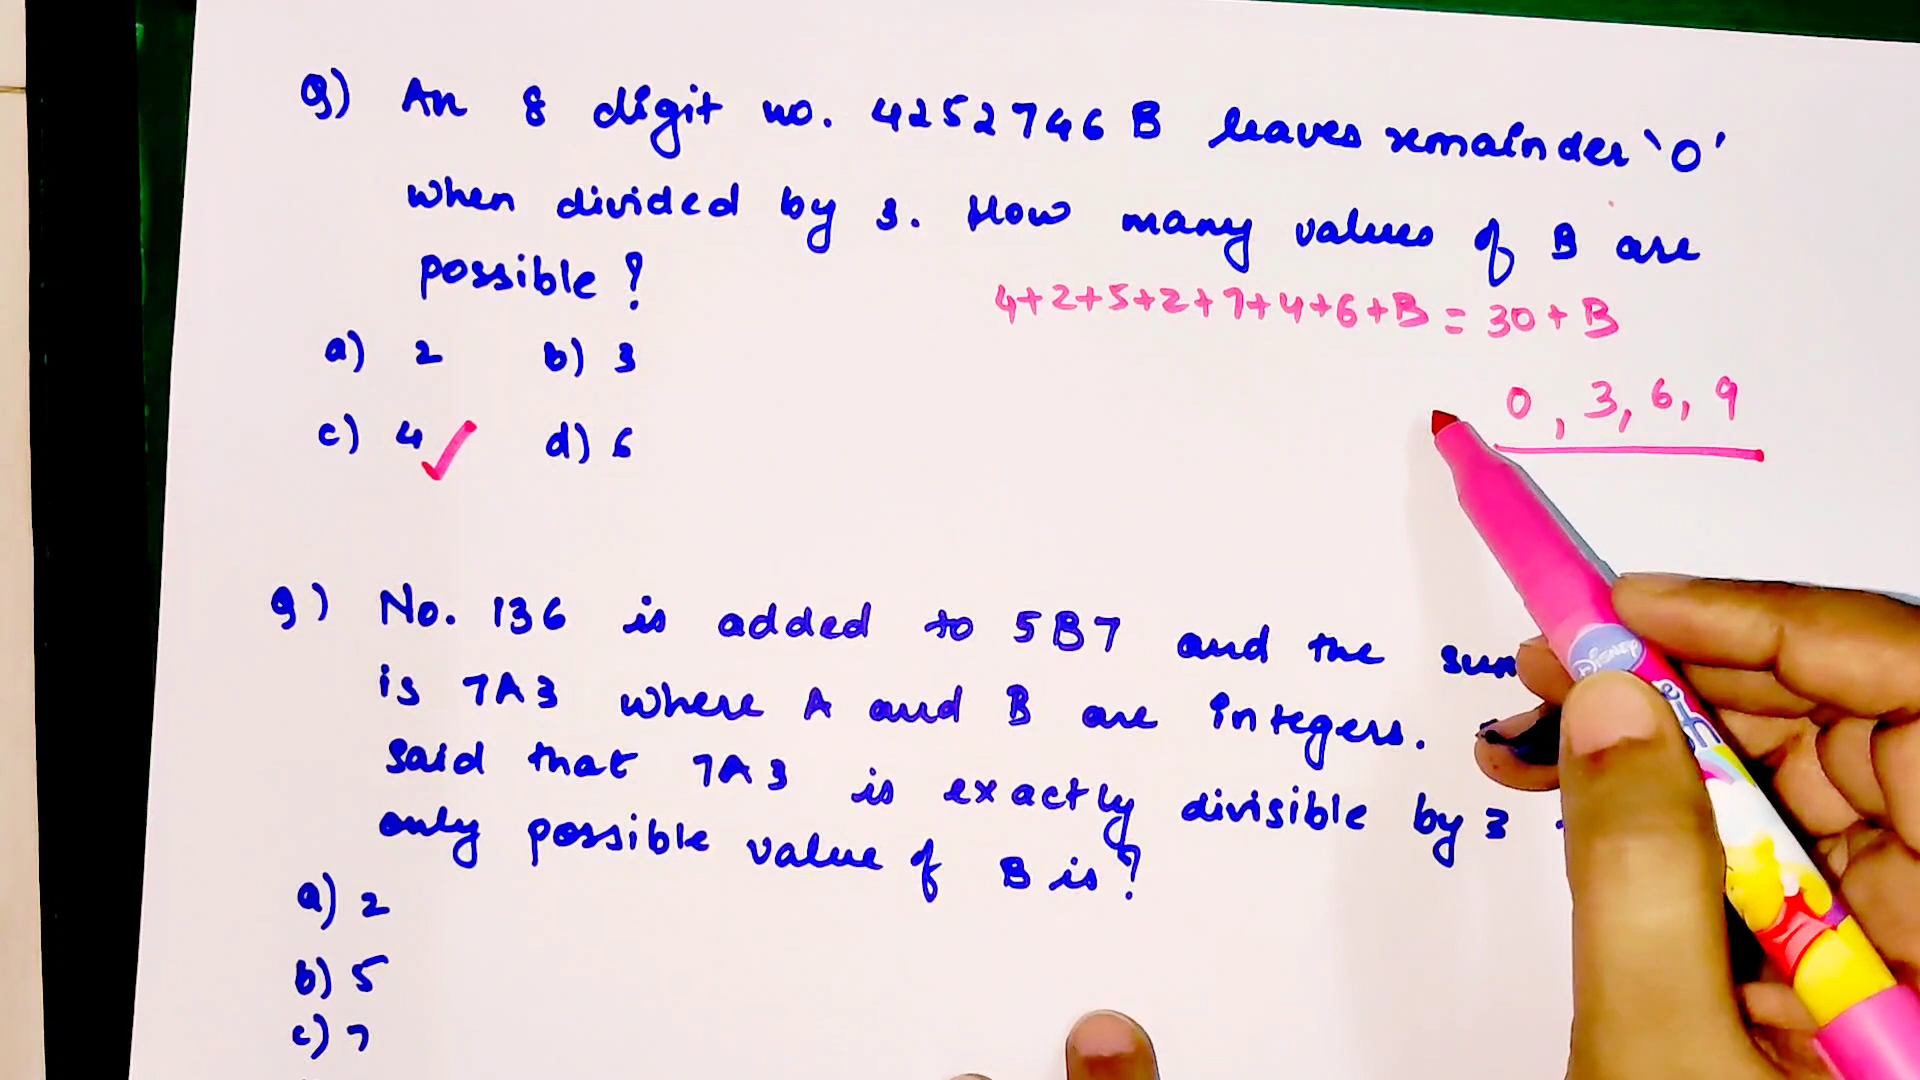 Q) An 8 digit no. 4252746B leaves remainder '0'
when divided by 3. How many values of B are
possible?
4+2+5+2+7+4+6+B = 30+B
a) 2 b) 3
0, 3, 6, 9
c) 4 ✓ d) 6
Q) No. 136 is added to 5B7 and the sum
is 7A3 where A and B are integers.
said that 7A3 is exactly divisible by 3.
only possible value of B is?
a) 2
b) 5
c) 7
Disney